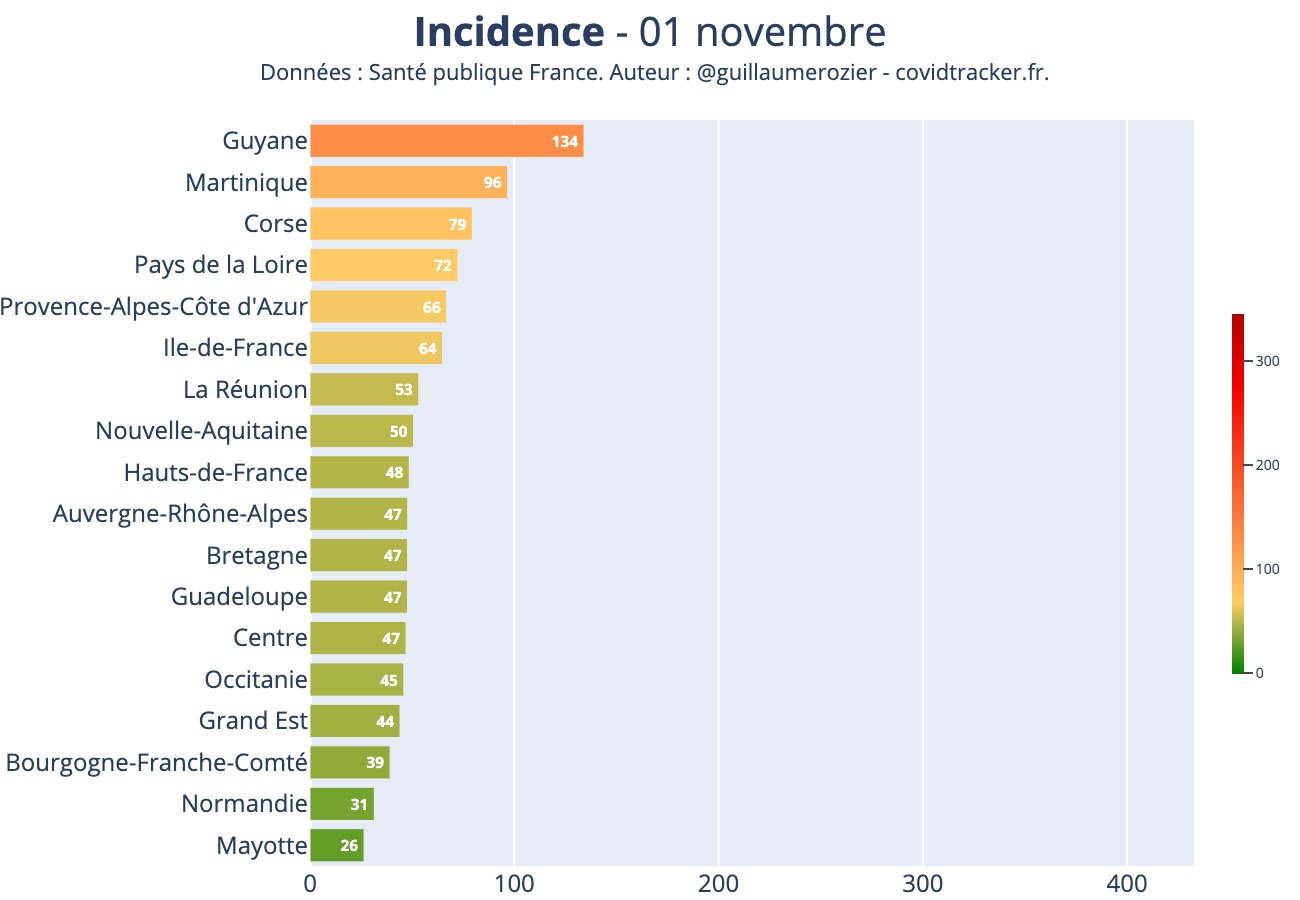 Incidence - 01 novembre
Données : Santé publique France. Auteur : @guillaumerozier - covidtracker.fr.
Guyane 134
Martinique 96
Corse 79
Pays de la Loire 72
Provence-Alpes-Côte d'Azur 66
Ile-de-France 64
La Réunion 53
Nouvelle-Aquitaine 50
Hauts-de-France 48
Auvergne-Rhône-Alpes 47
Bretagne 47
Guadeloupe 47
Centre 47
Occitanie 45
Grand Est 44
Bourgogne-Franche-Comté 39
Normandie 31
Mayotte 26
0 100 200 300 400
300
200
100
0